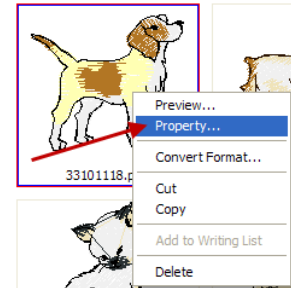 Preview...
Property...
Convert Format...
33101118.p
Cut
Copy
Add to Writing List
Delete